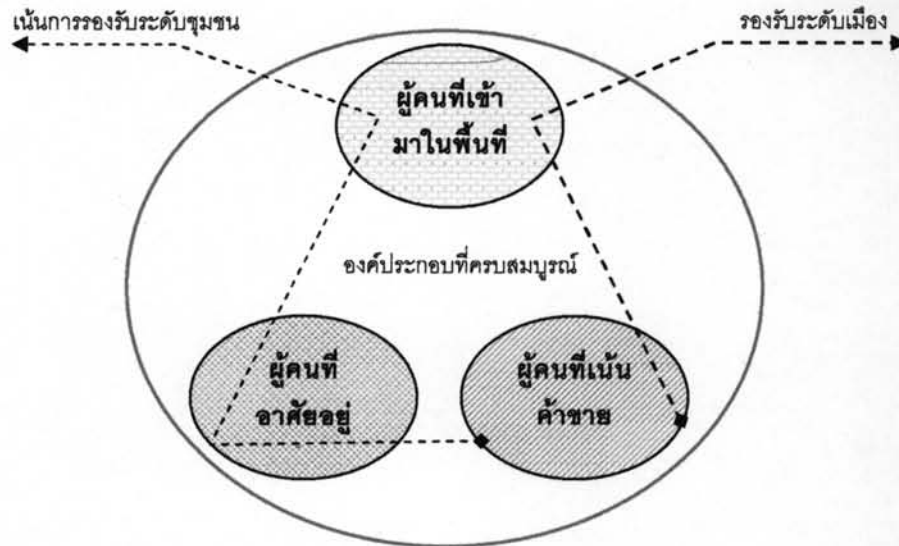 เน้นการรองรับระดับชุมชน
รองรับระดับเมือง
ผู้คนที่เข้า
มาในพื้นที่
องค์ประกอบที่ครบสมบูรณ์
ผู้คนที่
อาศัยอยู่
ผู้คนที่เน้น
ค้าขาย